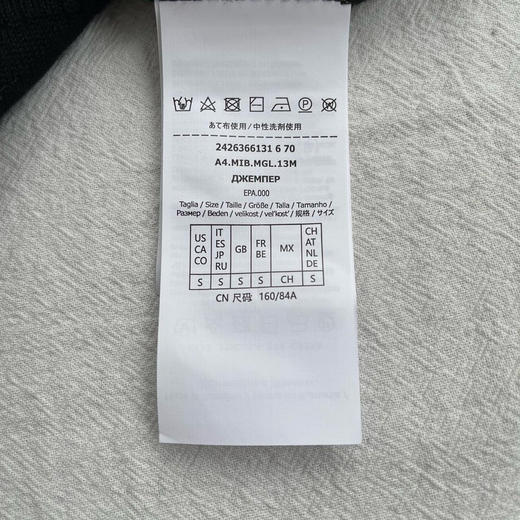 あて布使用/中性洗剤使用
2426366131 6 70
A4.MIB.MGL.13M
ДЖЕМПЕР
EPA.000
Taglia / Size / Taille / Größe / Talla / Tamanho /
Размер / Beden / velikost / veľkosť / 规格 / サイズ
US CA CO IT ES JP RU GB FR BE MX CH AT NL DE
S S S S CH S
CN 尺码: 160/84A